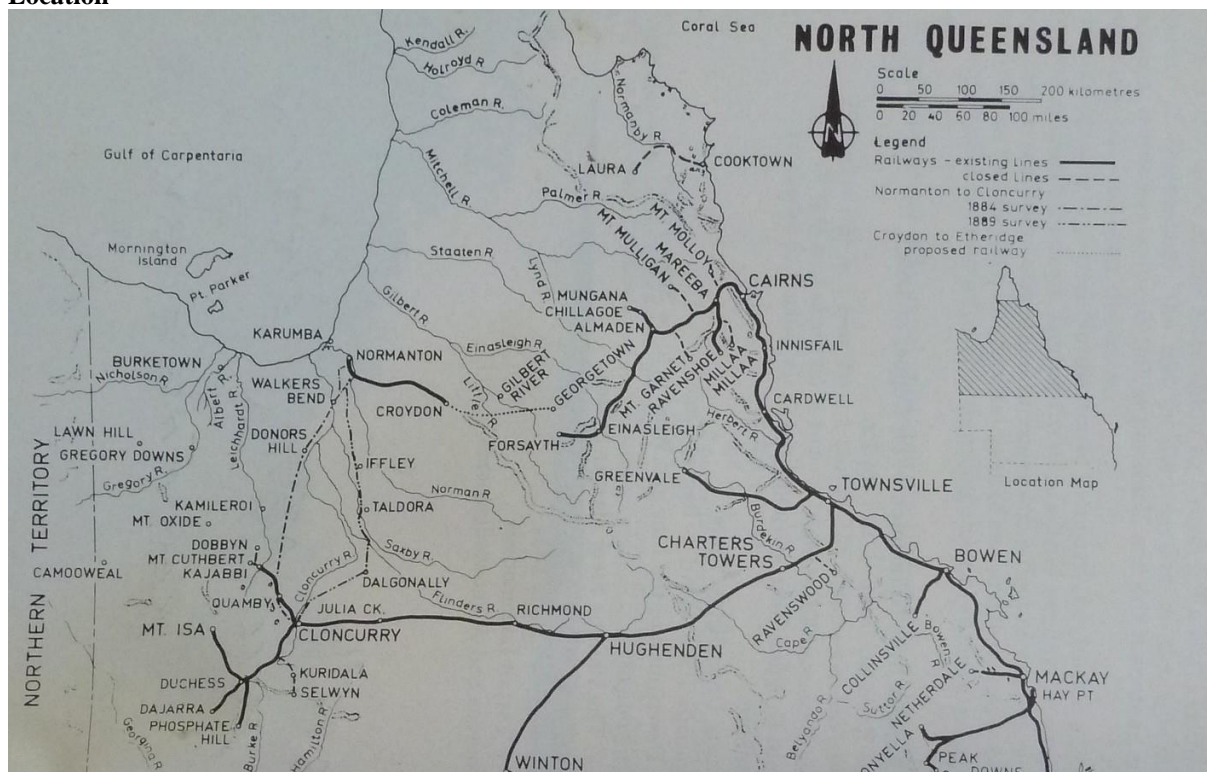 Location
Coral Sea
NORTH QUEENSLAND
Scale
0 50 100 150 200 kilometres
0 20 40 60 80 100 miles
N
Legend
Railways - existing lines
closed lines
Normanton to Cloncurry
1884 survey
1889 survey
Croydon to Etheridge
proposed railway
Location Map
Kendall R.
Holroyd R
Coleman R.
Normanby R
Gulf of Carpentaria
LAURA
COOKTOWN
Mitchell R.
Palmer R.
MT MOLLOY
MT MULLIGAN
MAREEBA
Mornington
Island
Staaten R
Lynd R
Pt. Parker
Gilbert R
MUNGANA
CHILLAGOE
ALMADEN
CAIRNS
KARUMBA
NORMANTON
Einasleigh R
INNISFAIL
BURKETOWN
Nicholson R
WALKERS
BEND
Albert R.
Leichhardt R
GILBERT
RIVER
Little R
GEORGETOWN
MT. GARNET
RAVENSHOE
MILLAA
MILLAA
CROYDON
CARDWELL
LAWN HILL
GREGORY DOWNS
DONORS
HILL
FORSAYTH
EINASLEIGH
Herbert R
Gregory R
IFFLEY
GREENVALE
Norman R
TOWNSVILLE
KAMILEROI
MT. OXIDE
TALDORA
Burdekin R
NORTHERN TERRITORY
DOBBYN
MT. CUTHBERT
KAJABBI
Saxby R.
CHARTERS
TOWERS
BOWEN
CAMOOWEAL
Cloncurry R
DALGONALLY
RAVENSWOOD
QUAMBY
JULIA CK.
Flinders R
RICHMOND
MT. ISA
CLONCURRY
HUGHENDEN
Cape R
COLLINSVILLE
Bowen
R
KURIDALA
SELWYN
DUCHESS
DAJARRA
PHOSPHATE
HILL
Suttor R
NETHERDALE
MACKAY
HAY PT
Georgina R
Burke R
Hamilton R
Belyando R
WINTON
ONYELLA
PEAK
DOWNS